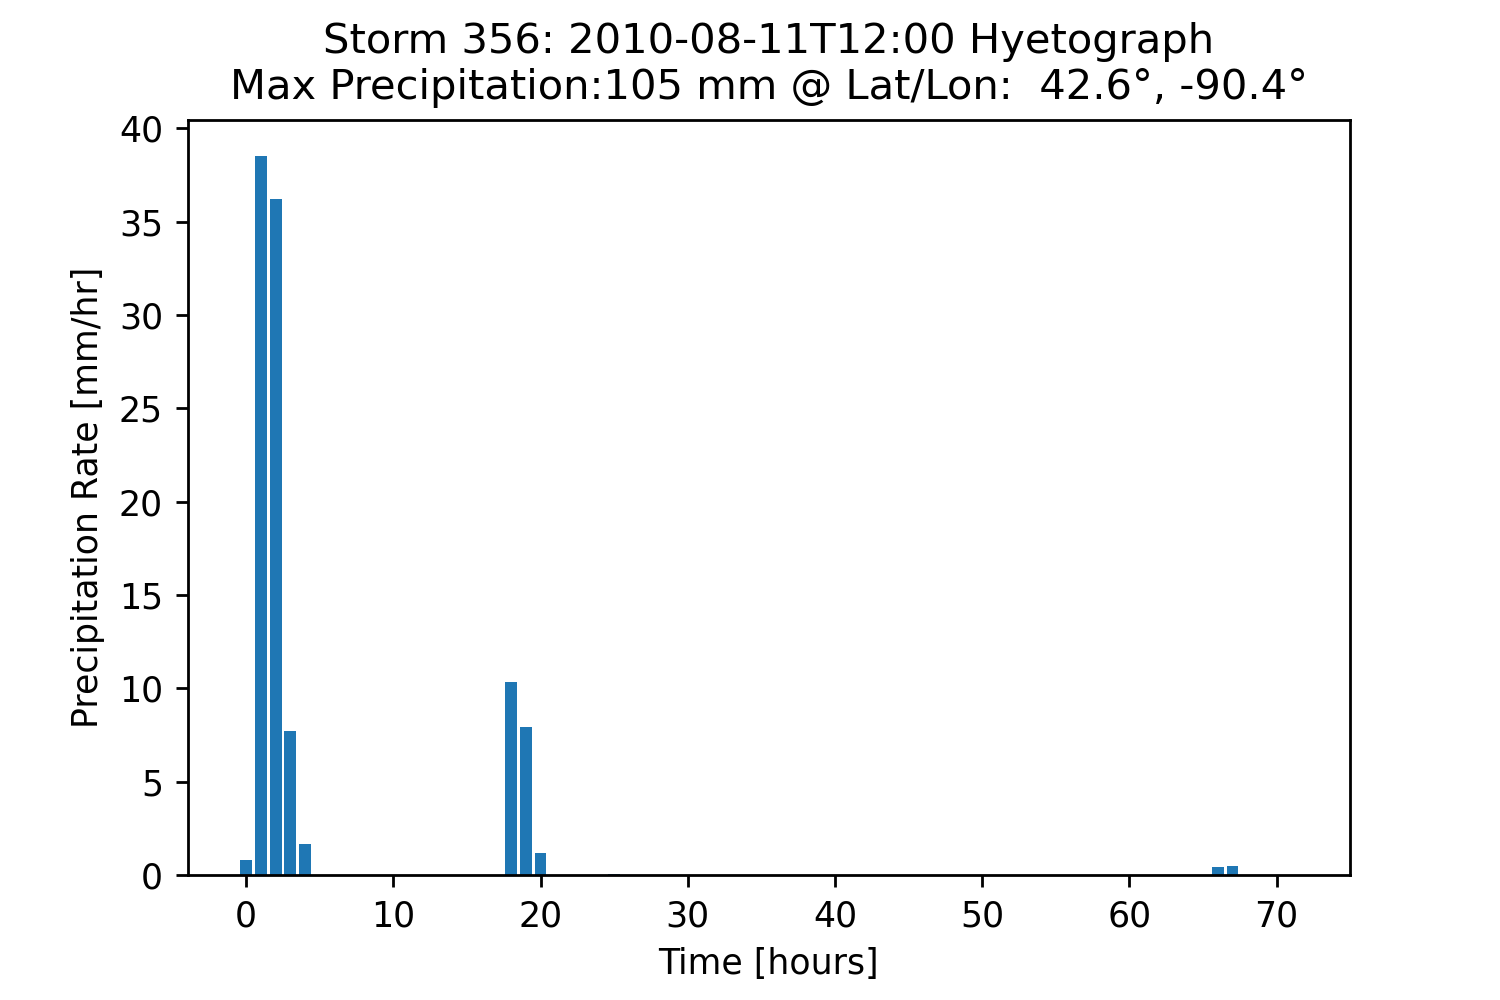 Storm 356: 2010-08-11T12:00 Hyetograph
Max Precipitation:105 mm @ Lat/Lon:  42.6°, -90.4°
40
35
30
25
20
15
10
5
0
Precipitation Rate [mm/hr]
0 10 20 30 40 50 60 70
Time [hours]